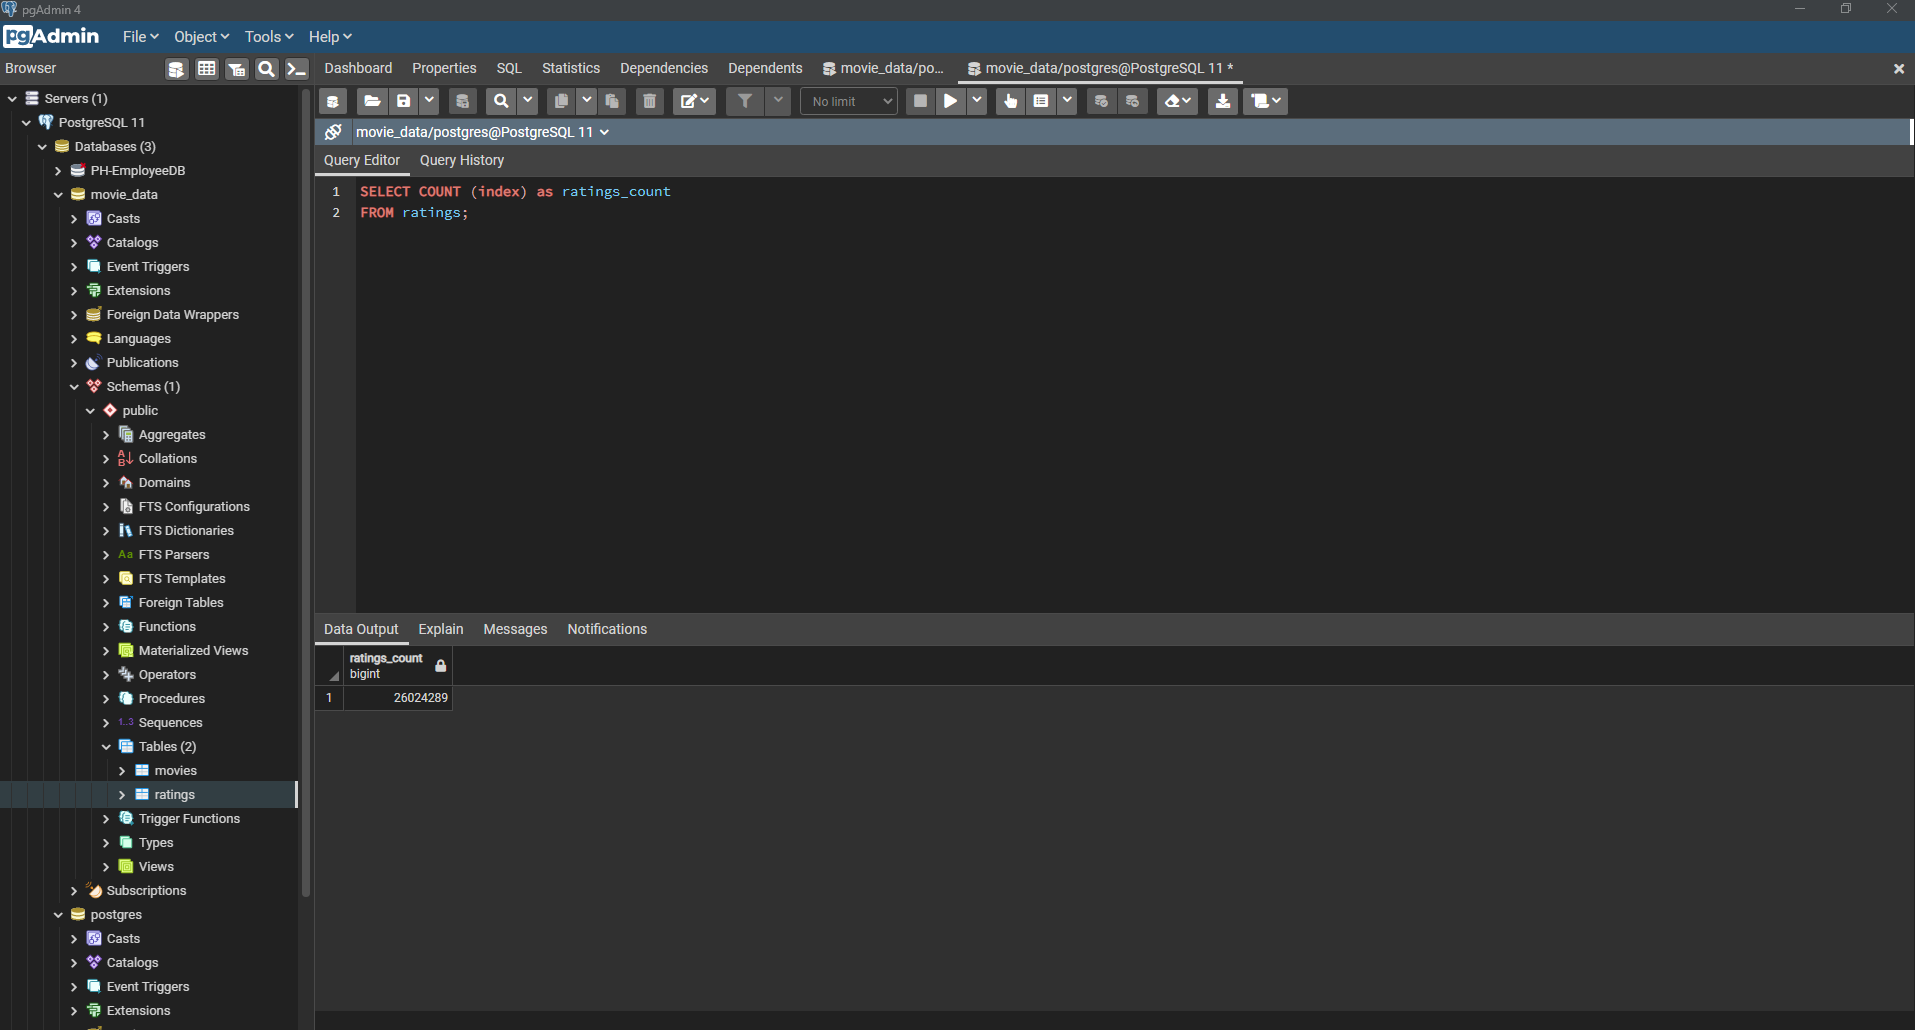 pgAdmin 4
pgAdmin File Object Tools Help
Browser
Dashboard Properties SQL Statistics Dependencies Dependents movie_data/po... movie_data/postgres@PostgreSQL 11 *
No limit
movie_data/postgres@PostgreSQL 11
Query Editor Query History
1 SELECT COUNT (index) as ratings_count
2 FROM ratings;
Servers (1)
PostgreSQL 11
Databases (3)
PH-EmployeeDB
movie_data
Casts
Catalogs
Event Triggers
Extensions
Foreign Data Wrappers
Languages
Publications
Schemas (1)
public
Aggregates
Collations
Domains
FTS Configurations
FTS Dictionaries
Aa FTS Parsers
FTS Templates
Foreign Tables
Functions
Materialized Views
Operators
Procedures
1..3 Sequences
Tables (2)
movies
ratings
Trigger Functions
Types
Views
Subscriptions
postgres
Casts
Catalogs
Event Triggers
Extensions
Data Output Explain Messages Notifications
ratings_count
bigint
1 26024289